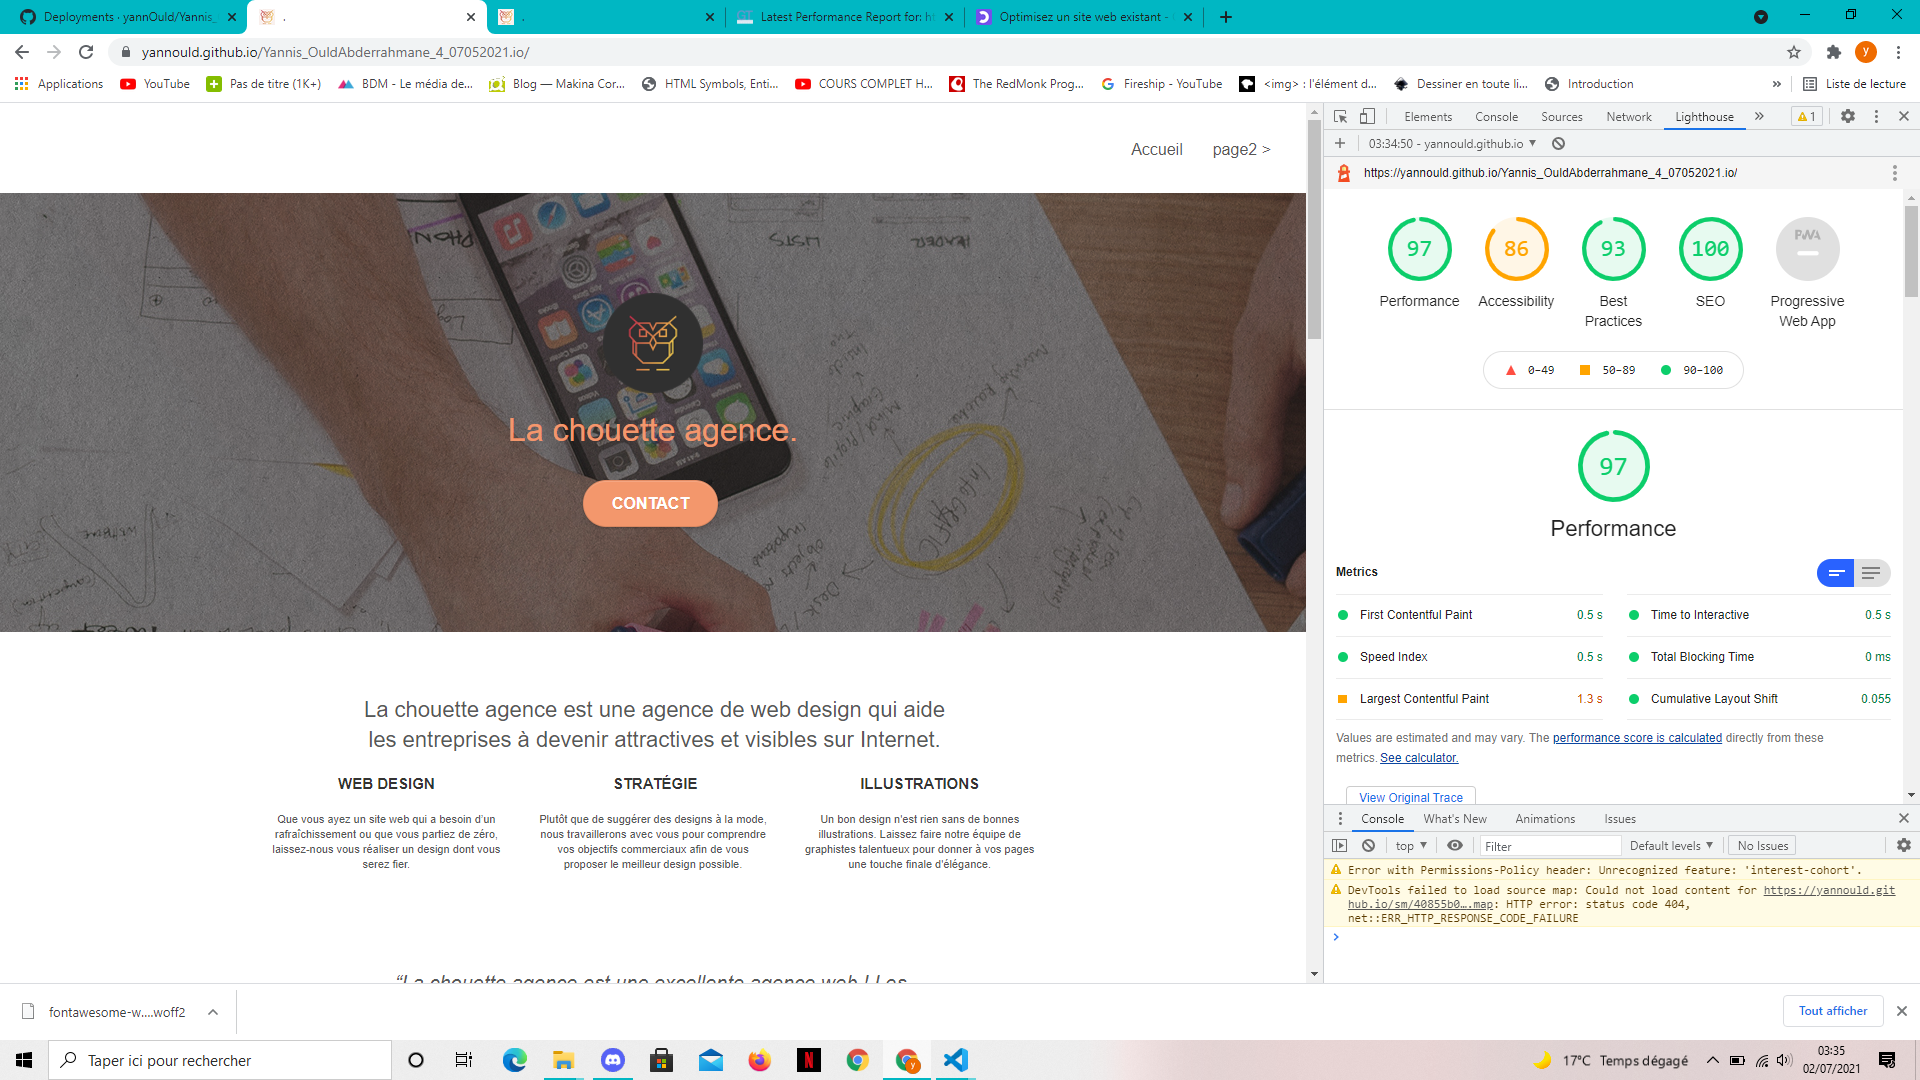 Deployments · yannOuld/Yannis_
.
.
Latest Performance Report for: ht
Optimisez un site web existant -
yannould.github.io/Yannis_OuldAbderrahmane_4_07052021.io/
y
Applications
YouTube
Pas de titre (1K+)
BDM - Le média de...
Blog — Makina Cor...
HTML Symbols, Enti...
COURS COMPLET H...
The RedMonk Prog...
Fireship - YouTube
<img> : l'élément d...
Dessiner en toute li...
Introduction
»
Liste de lecture
Accueil
page2 >
La chouette agence.
CONTACT
La chouette agence est une agence de web design qui aide
les entreprises à devenir attractives et visibles sur Internet.
WEB DESIGN
Que vous ayez un site web qui a besoin d'un
rafraîchissement ou que vous partiez de zéro,
laissez-nous vous réaliser un design dont vous
serez fier.
STRATÉGIE
Plutôt que de suggérer des designs à la mode,
nous travaillerons avec vous pour comprendre
vos objectifs commerciaux afin de vous
proposer le meilleur design possible.
ILLUSTRATIONS
Un bon design n'est rien sans de bonnes
illustrations. Laissez faire notre équipe de
graphistes talentueux pour donner à vos pages
une touche finale d'élégance.
“La chouette agence est une excellente agence web ! Les
Elements
Console
Sources
Network
Lighthouse
»
1
03:34:50 - yannould.github.io
https://yannould.github.io/Yannis_OuldAbderrahmane_4_07052021.io/
97
86
93
100
PWA
Performance
Accessibility
Best
Practices
SEO
Progressive
Web App
0–49
50–89
90–100
97
Performance
Metrics
First Contentful Paint
0.5 s
Time to Interactive
0.5 s
Speed Index
0.5 s
Total Blocking Time
0 ms
Largest Contentful Paint
1.3 s
Cumulative Layout Shift
0.055
Values are estimated and may vary. The performance score is calculated directly from these
metrics. See calculator.
View Original Trace
Console
What's New
Animations
Issues
top
Filter
Default levels
No Issues
Error with Permissions-Policy header: Unrecognized feature: 'interest-cohort'.
DevTools failed to load source map: Could not load content for https://yannould.git
hub.io/sm/40855b0….map: HTTP error: status code 404,
net::ERR_HTTP_RESPONSE_CODE_FAILURE
fontawesome-w....woff2
Tout afficher
Taper ici pour rechercher
17°C Temps dégagé
03:35
02/07/2021